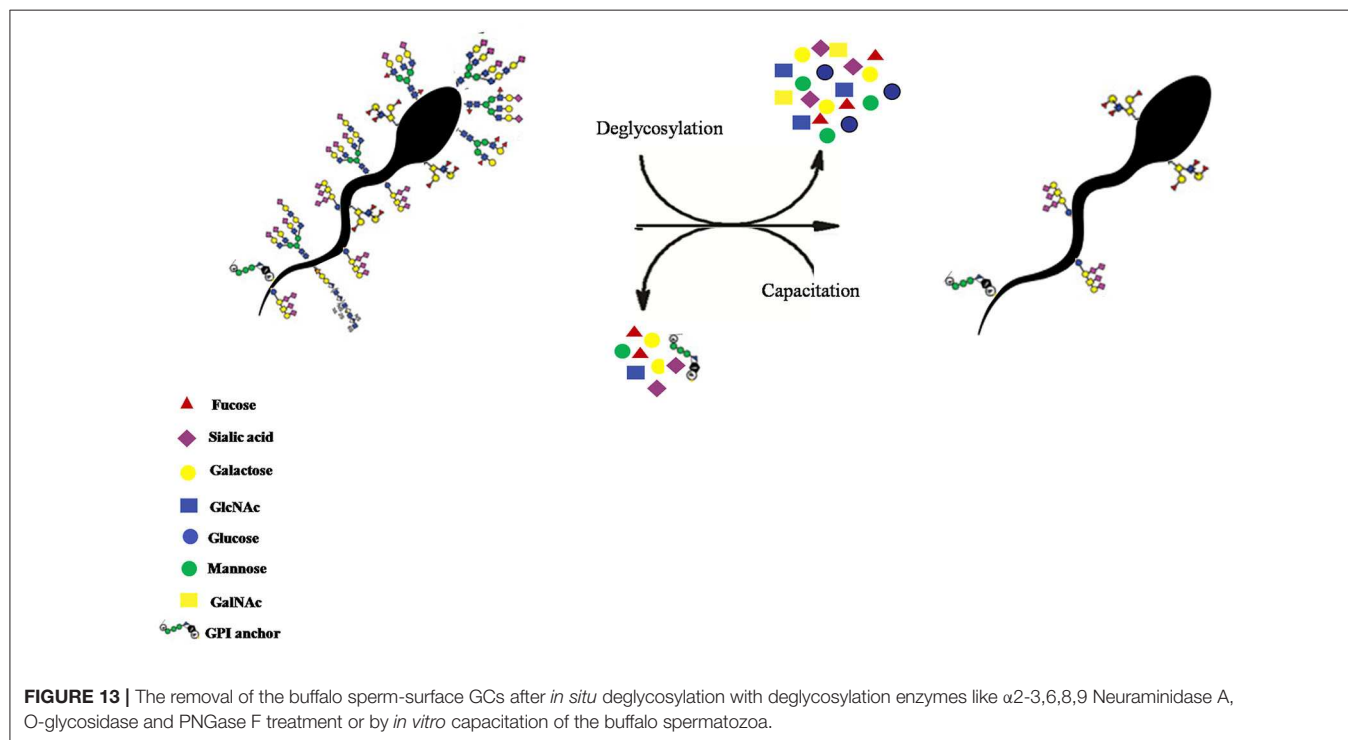 Deglycosylation
Capacitation
Fucose
Sialic acid
Galactose
GlcNAc
Glucose
Mannose
GalNAc
GPI anchor
FIGURE 13 | The removal of the buffalo sperm-surface GCs after in situ deglycosylation with deglycosylation enzymes like α2-3,6,8,9 Neuraminidase A,
O-glycosidase and PNGase F treatment or by in vitro capacitation of the buffalo spermatozoa.